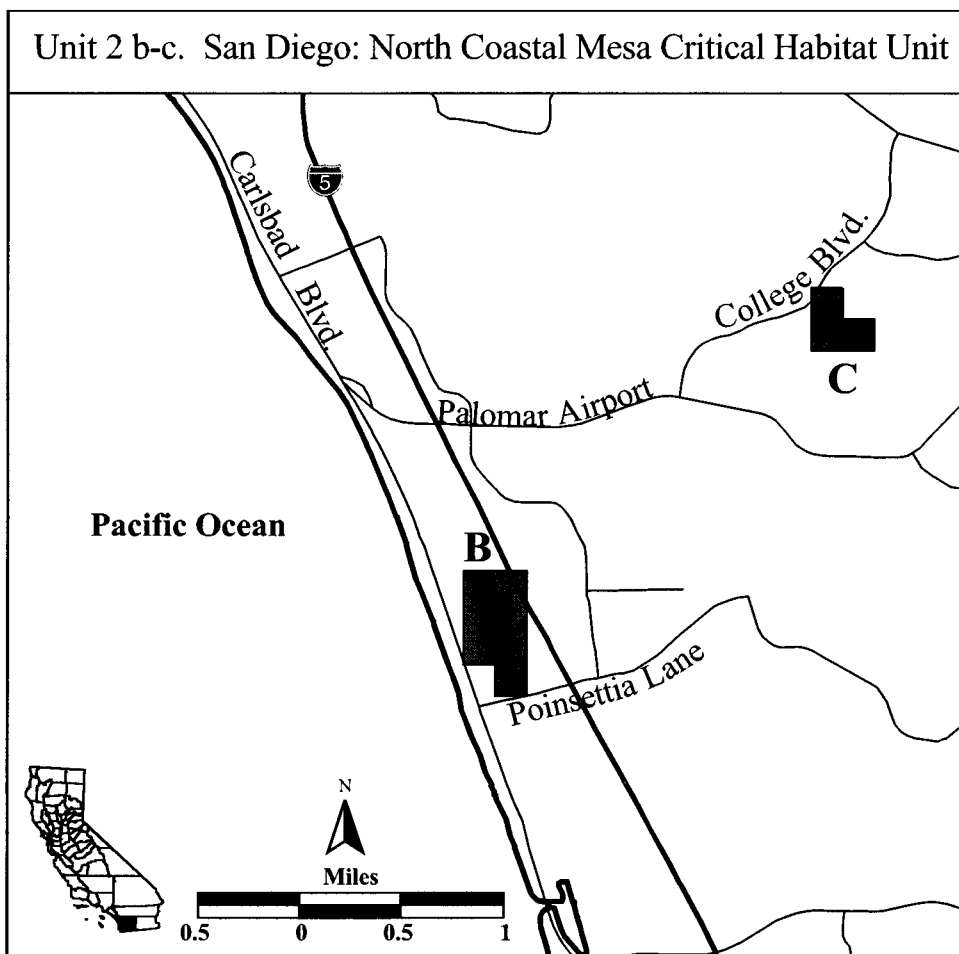 Unit 2 b-c. San Diego: North Coastal Mesa Critical Habitat Unit
Carlsbad
Blvd.
5
College Blvd.
C
Palomar Airport
Pacific Ocean
B
Poinsettia Lane
N
Miles
0.5 0 0.5 1